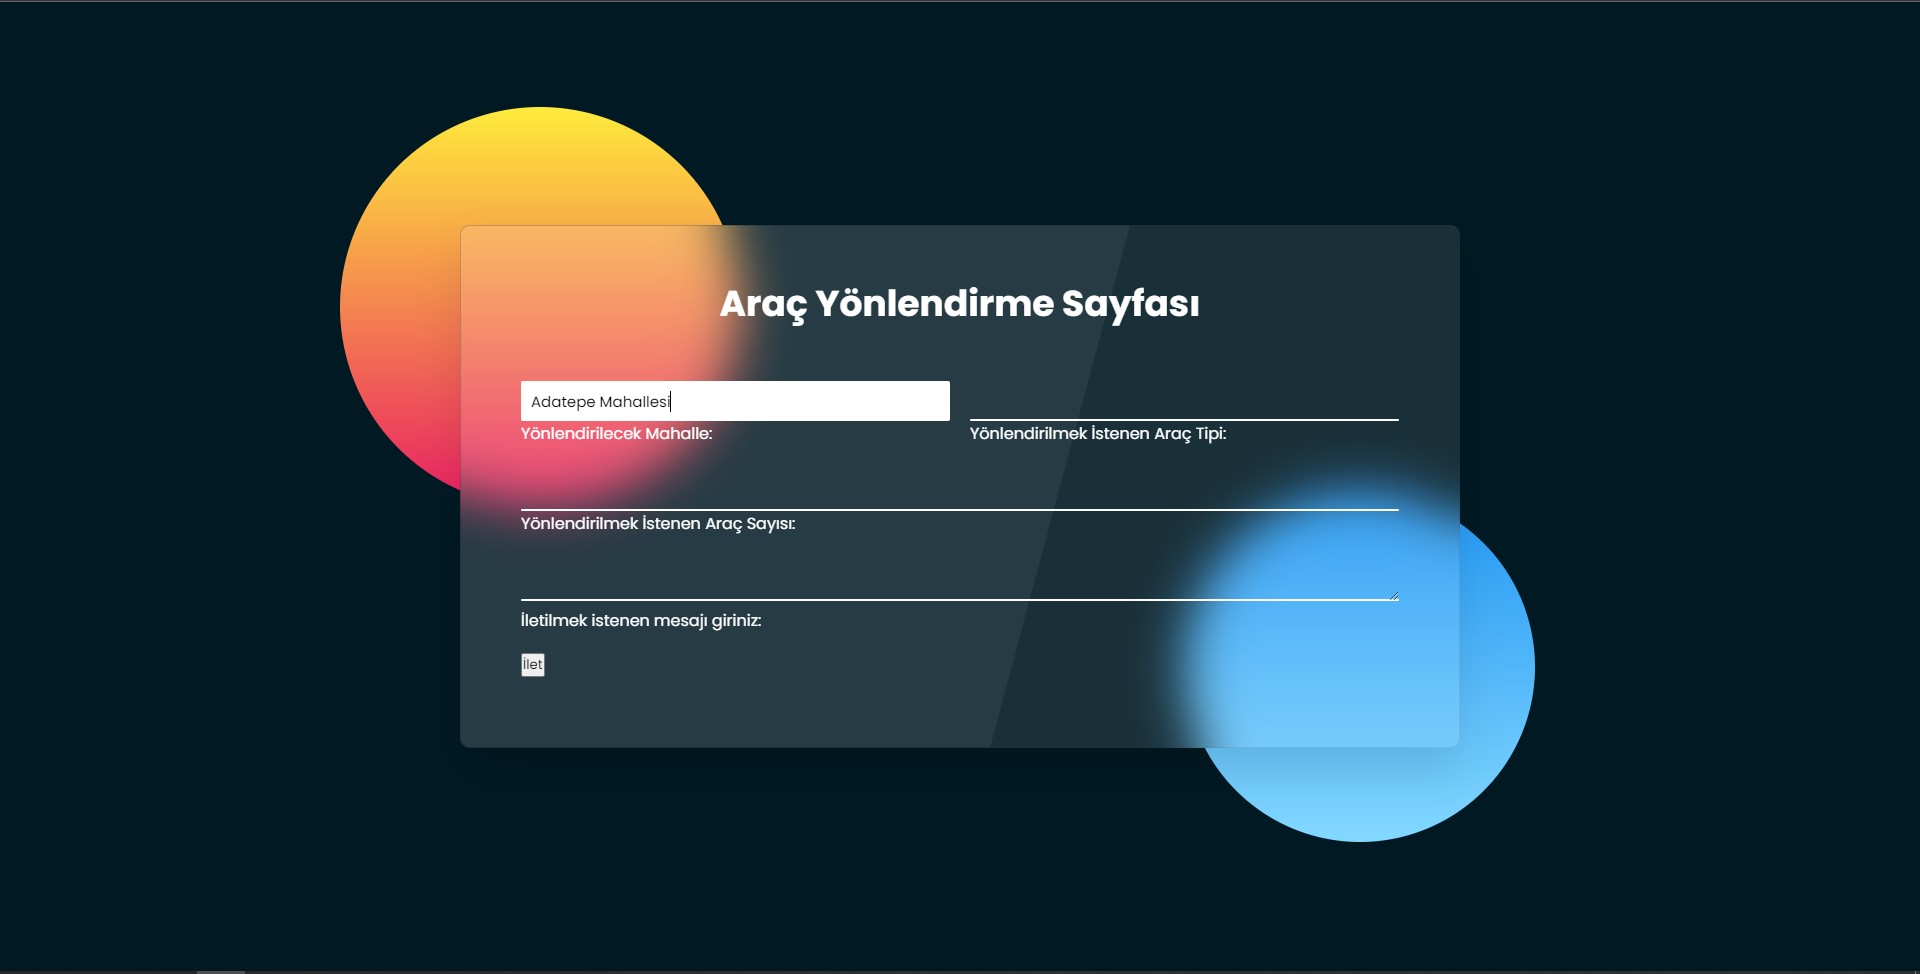 Araç Yönlendirme Sayfası
Adatepe Mahallesi
Yönlendirilecek Mahalle:
Yönlendirilmek İstenen Araç Tipi:
Yönlendirilmek İstenen Araç Sayısı:
İletilmek istenen mesajı giriniz:
İlet